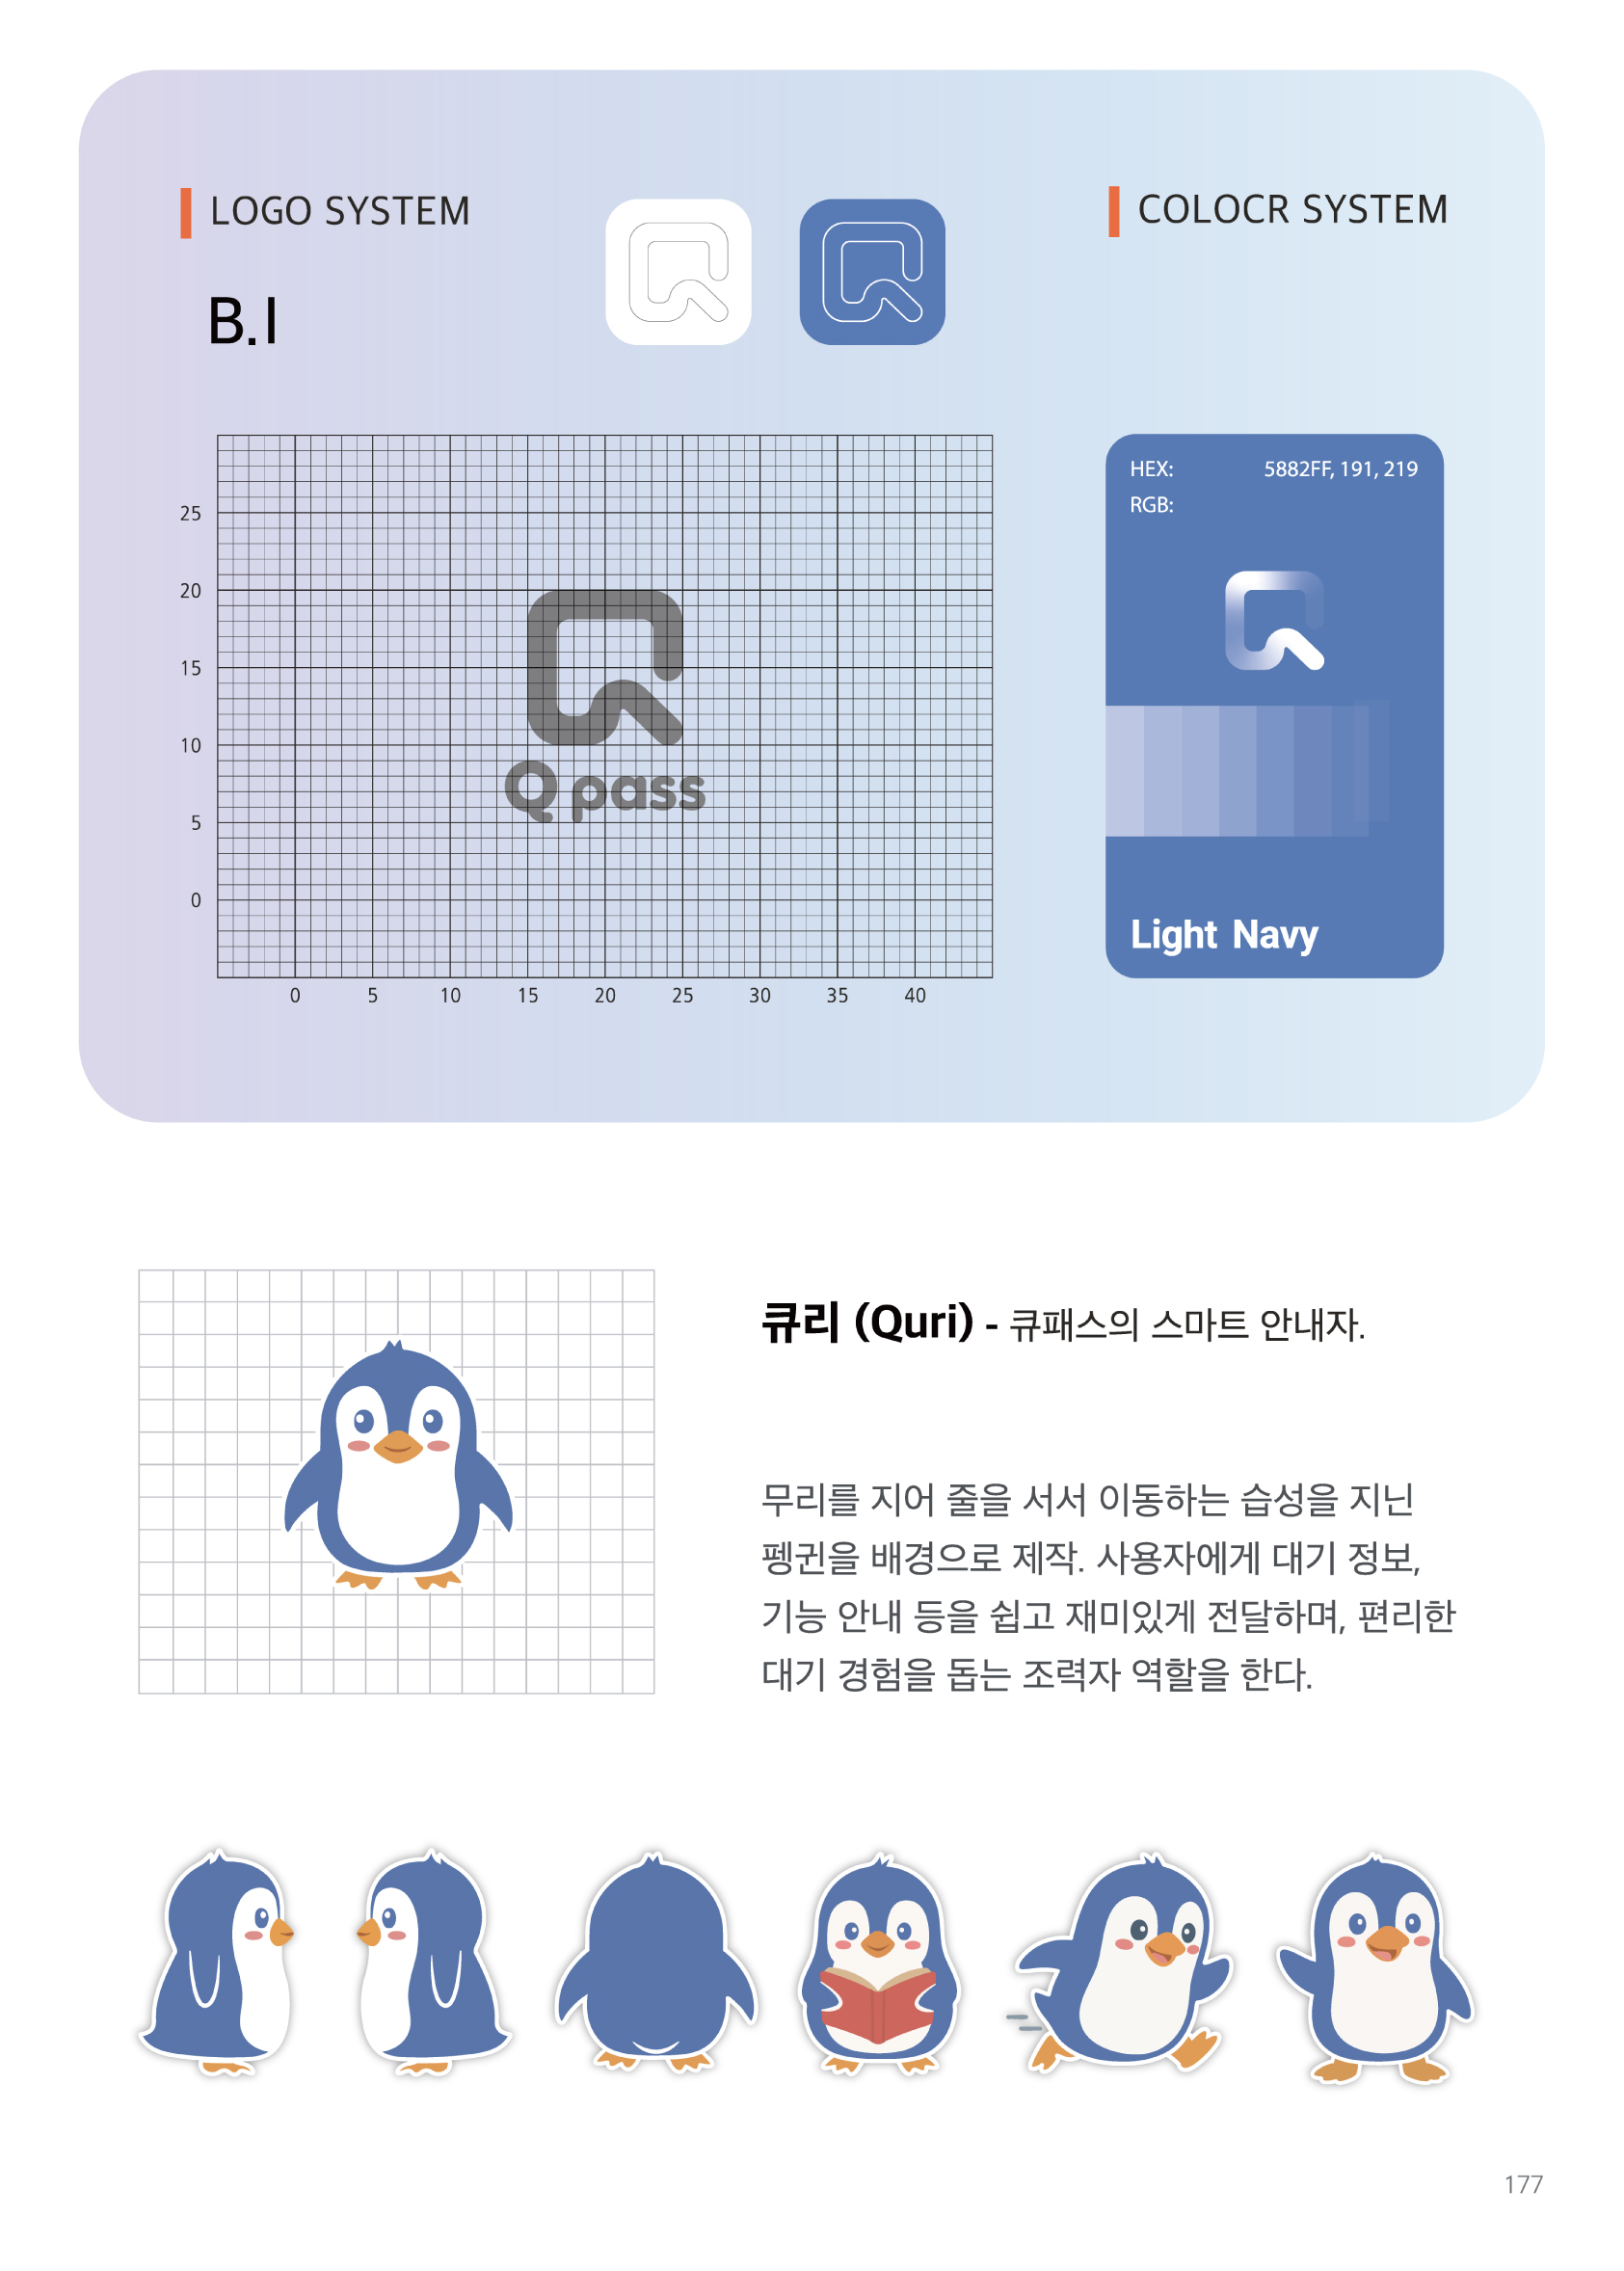 LOGO SYSTEM
COLOCR SYSTEM
B.I
HEX: 5882FF, 191, 219
RGB:
25
20
15
10
5
0
Q pass
0 5 10 15 20 25 30 35 40
Light Navy
큐리 (Quri) - 큐패스의 스마트 안내자.
무리를 지어 줄을 서서 이동하는 습성을 지닌
펭귄을 배경으로 제작. 사용자에게 대기 정보,
기능 안내 등을 쉽고 재미있게 전달하며, 편리한
대기 경험을 돕는 조력자 역할을 한다.
177